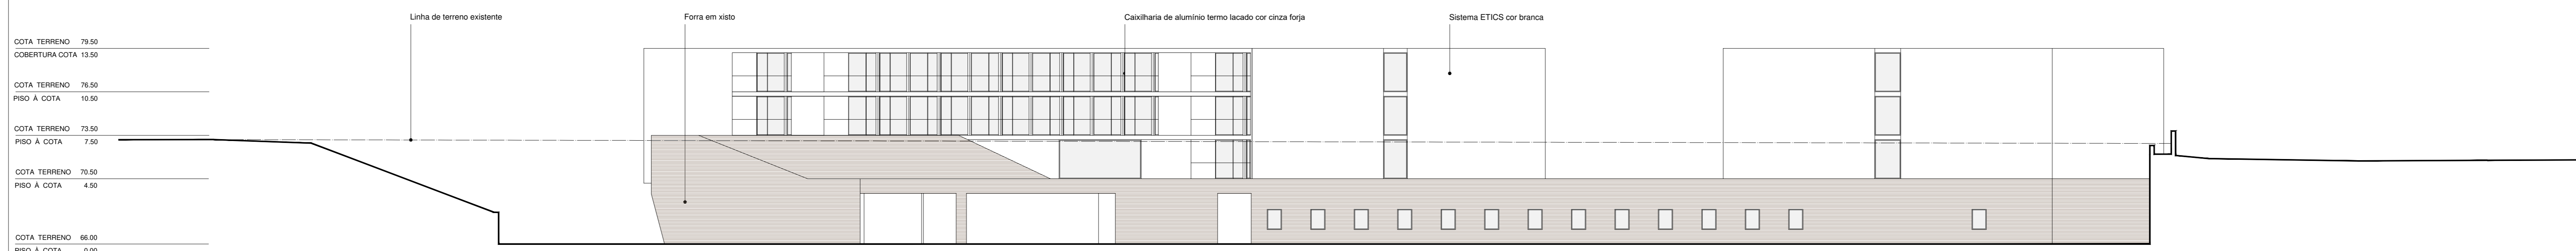 Linha de terreno existente
Forra em xisto
Caixilharia de alumínio termo lacado cor cinza forja
Sistema ETICS cor branca
COTA TERRENO 79.50
COBERTURA COTA 13.50
COTA TERRENO 76.50
PISO À COTA 10.50
COTA TERRENO 73.50
PISO À COTA 7.50
COTA TERRENO 70.50
PISO À COTA 4.50
COTA TERRENO 66.00
PISO À COTA 0.00